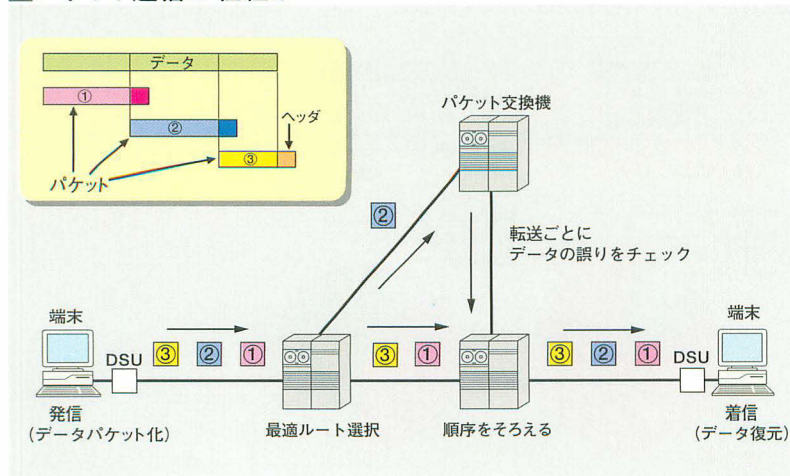 データ
①
②
ヘッダ
③
パケット
パケット交換機
②
転送ごとに
データの誤りをチェック
端末
端末
③ ② ①
③ ①
③ ② ①
DSU
DSU
発信
(データパケット化)
最適ルート選択
順序をそろえる
着信
(データ復元)